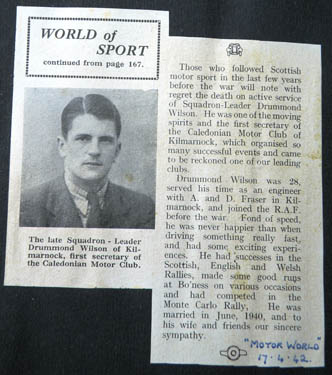 WORLD of
SPORT
continued from page 167.
The late Squadron - Leader
Drummond Wilson of Kil-
marnock, first secretary of
the Caledonian Motor Club.
Those who followed Scottish
motor sport in the last few years
before the war will note with
regret the death on active service
of Squadron-Leader Drummond
Wilson. He was one of the moving
spirits and the first secretary of
the Caledonian Motor Club of
Kilmarnock, which organised so
many successful events and came
to be reckoned one of our leading
clubs.
Drummond Wilson was 28,
served his time as an engineer
with A. and D. Fraser in Kil-
marnock, and joined the R.A.F.
before the war. Fond of speed,
he was never happier than when
driving something really fast,
and had some exciting experi-
ences. He had successes in the
Scottish, English and Welsh
Rallies, made some good runs
at Bo'ness on various occasions
and had competed in the
Monte Carlo Rally. He was
married in June, 1940, and to
his wife and friends our sincere
sympathy.
"MOTOR WORLD"
17.4.42.